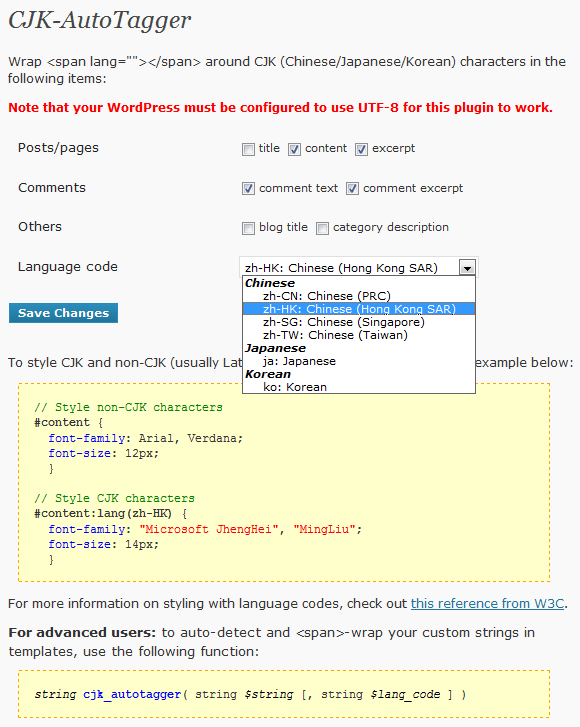 CJK-AutoTagger
Wrap <span lang=""></span> around CJK (Chinese/Japanese/Korean) characters in the
following items:
Note that your WordPress must be configured to use UTF-8 for this plugin to work.
Posts/pages title content excerpt
Comments comment text comment excerpt
Others blog title category description
Language code zh-HK: Chinese (Hong Kong SAR)
Chinese
zh-CN: Chinese (PRC)
zh-HK: Chinese (Hong Kong SAR)
zh-SG: Chinese (Singapore)
zh-TW: Chinese (Taiwan)
Japanese
ja: Japanese
Korean
ko: Korean
Save Changes
To style CJK and non-CJK (usually Lat example below:
// Style non-CJK characters
#content {
font-family: Arial, Verdana;
font-size: 12px;
}
// Style CJK characters
#content:lang(zh-HK) {
font-family: "Microsoft JhengHei", "MingLiu";
font-size: 14px;
}
For more information on styling with language codes, check out this reference from W3C.
For advanced users: to auto-detect and <span>-wrap your custom strings in
templates, use the following function:
string cjk_autotagger( string $string [, string $lang_code ] )